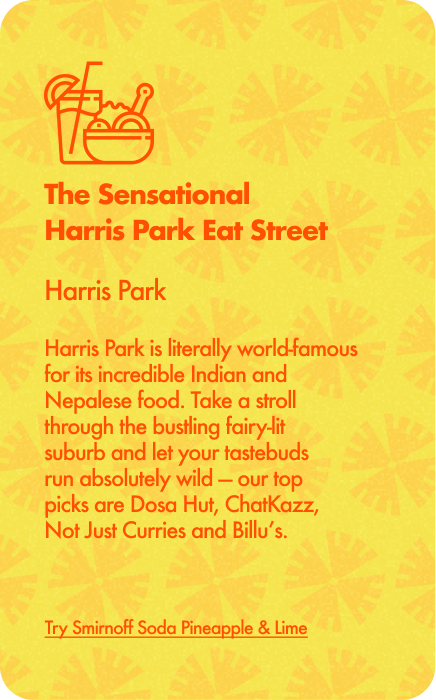 The Sensational
Harris Park Eat Street
Harris Park
Harris Park is literally world-famous
for its incredible Indian and
Nepalese food. Take a stroll
through the bustling fairy-lit
suburb and let your tastebuds
run absolutely wild — our top
picks are Dosa Hut, ChatKazz,
Not Just Curries and Billu’s.
Try Smirnoff Soda Pineapple & Lime